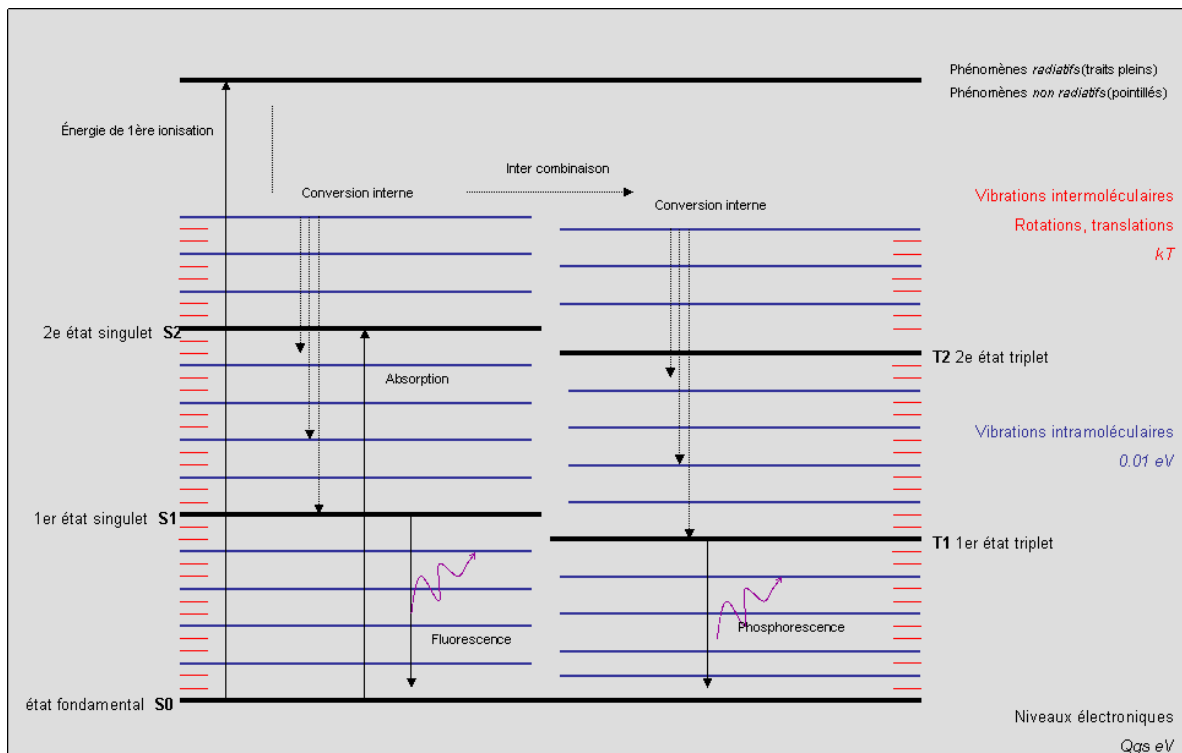 Phénomènes radiatifs(traits pleins)
Phénomènes non radiatifs(pointillés)
Énergie de 1ère ionisation
Inter combinaison
Conversion interne
Conversion interne
Vibrations intermoléculaires
Rotations, translations
kT
2e état singulet S2
T2 2e état triplet
Absorption
Vibrations intramoléculaires
0.01 eV
1er état singulet S1
T1 1er état triplet
Fluorescence
Phosphorescence
état fondamental S0
Niveaux électroniques
Qqs eV